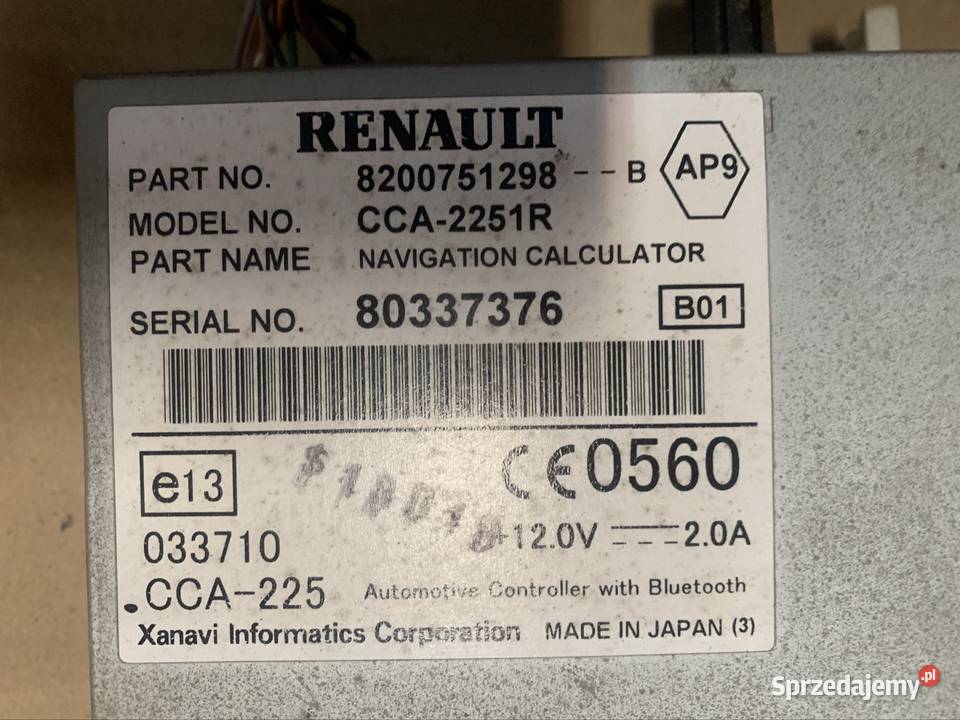 RENAULT
PART NO. 8200751298 -- B AP9
MODEL NO. CCA-2251R
PART NAME NAVIGATION CALCULATOR
SERIAL NO. 80337376 B01
e13 CE0560
033710 12.0V 2.0A
.CCA-225 Automotive Controller with Bluetooth
Xanavi Informatics Corporation MADE IN JAPAN (3)
Sprzedajemy.pl